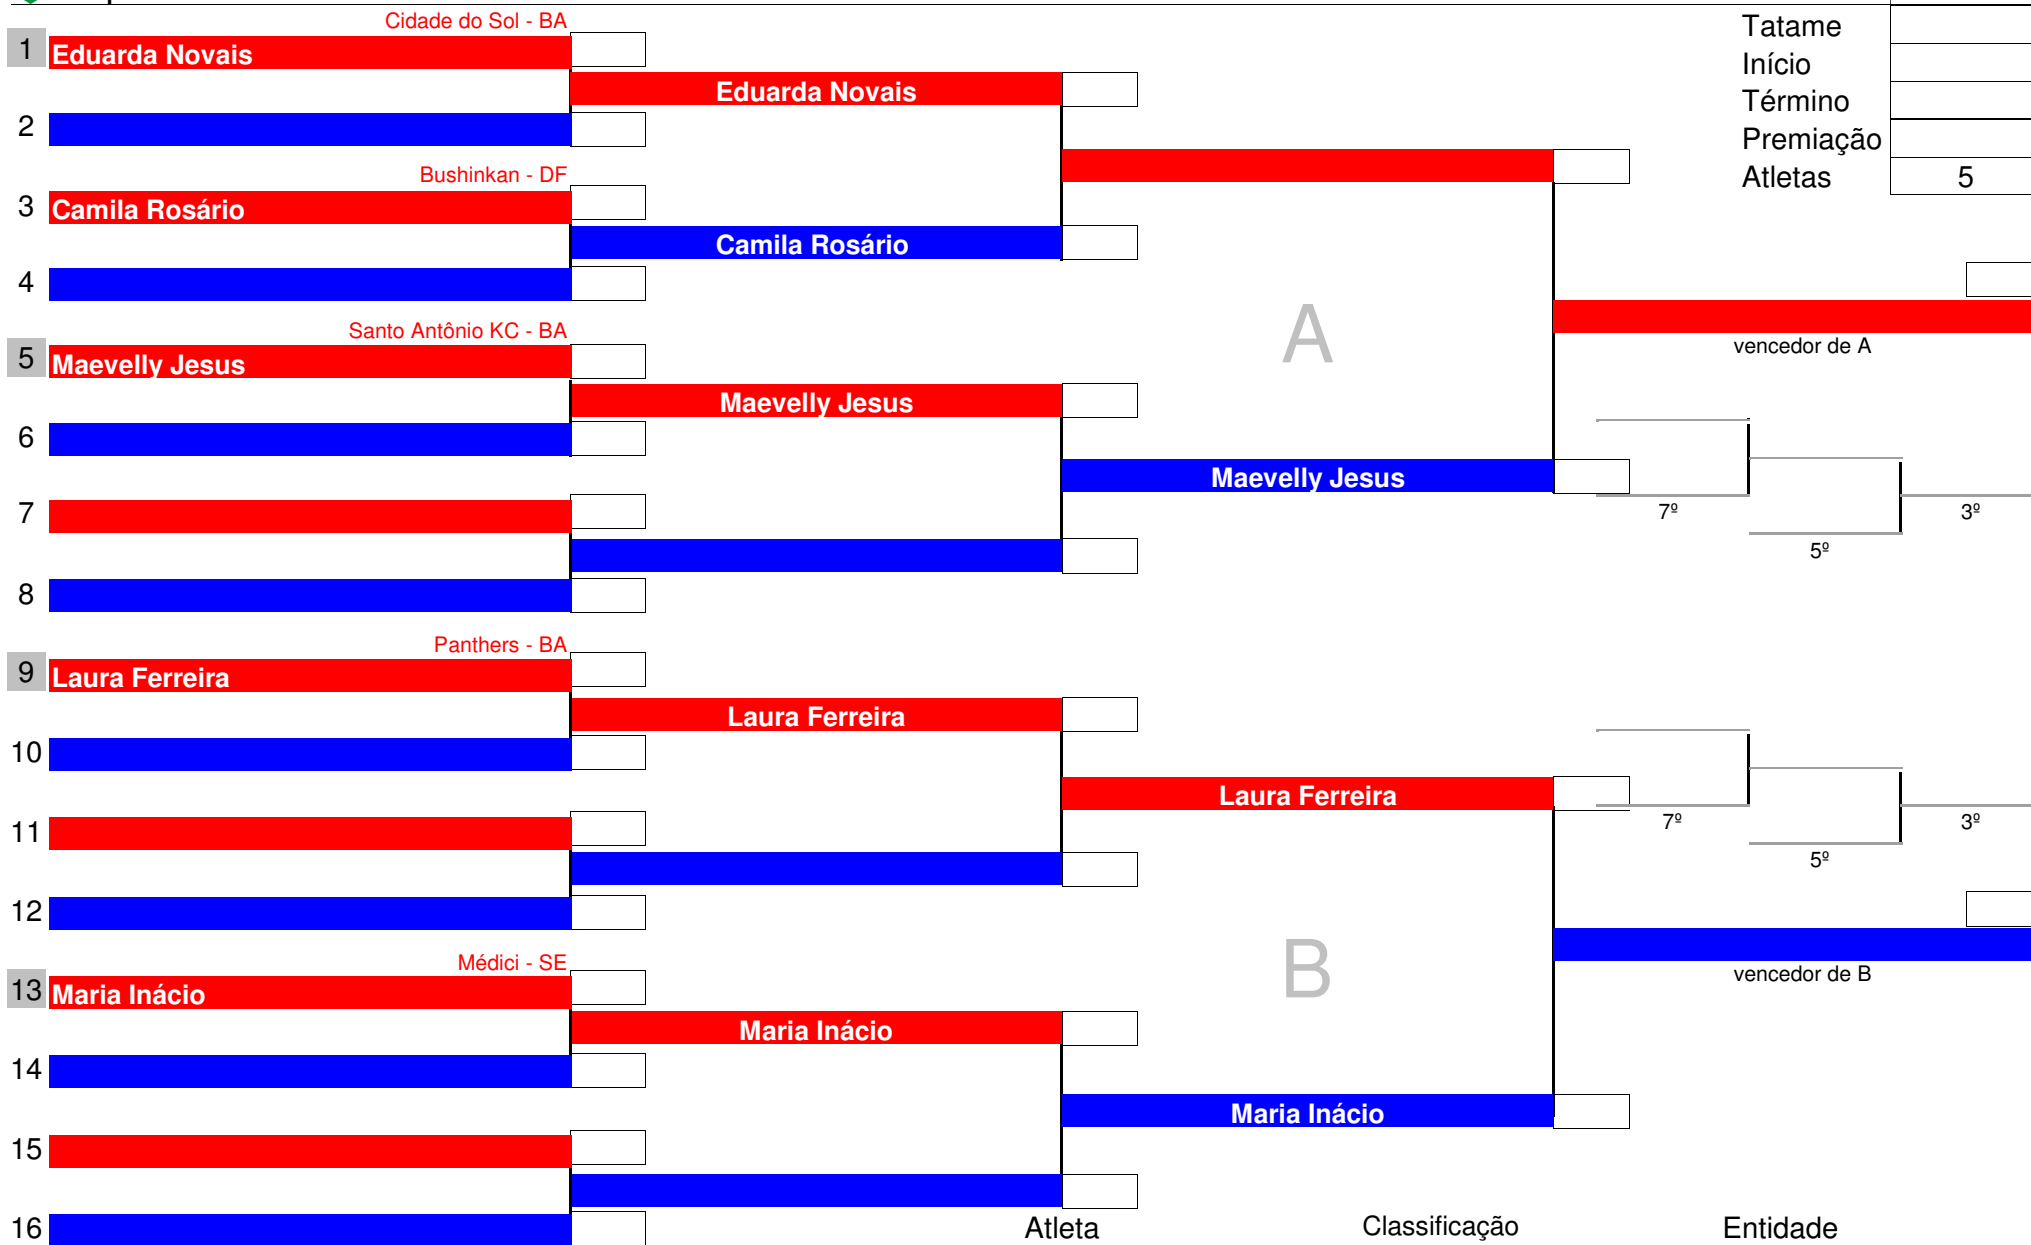 Cidade do Sol - BA
Tatame
1 Eduarda Novais
Início
Eduarda Novais
Término
2
Premiação
Bushinkan - DF
Atletas 5
3 Camila Rosário
Camila Rosário
4
Santo Antônio KC - BA
A
vencedor de A
5 Maevelly Jesus
Maevelly Jesus
6
Maevelly Jesus
7
7º
3º
5º
8
Panthers - BA
9 Laura Ferreira
Laura Ferreira
10
Laura Ferreira
11
7º
3º
5º
12
Médici - SE
B
vencedor de B
13 Maria Inácio
Maria Inácio
14
Maria Inácio
15
16
Atleta Classificação Entidade